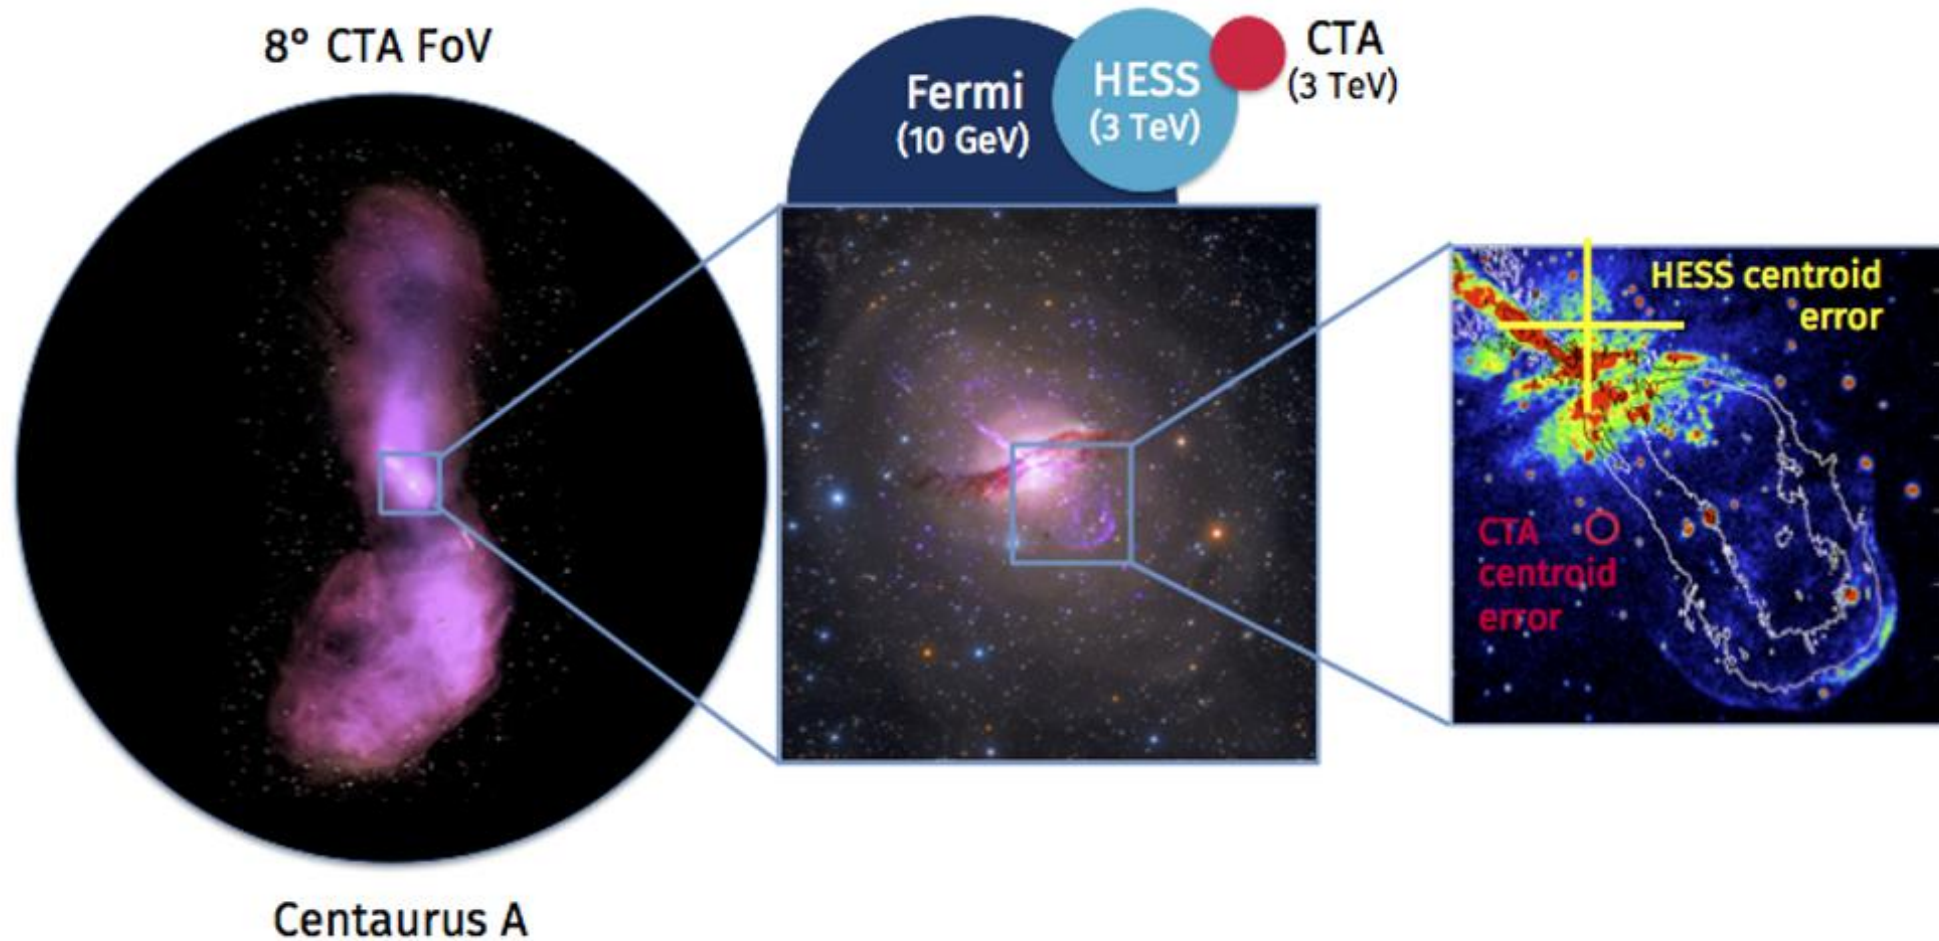 8° CTA FoV
Fermi
(10 GeV)
HESS
(3 TeV)
CTA
(3 TeV)
HESS centroid
error
CTA
centroid
error
Centaurus A